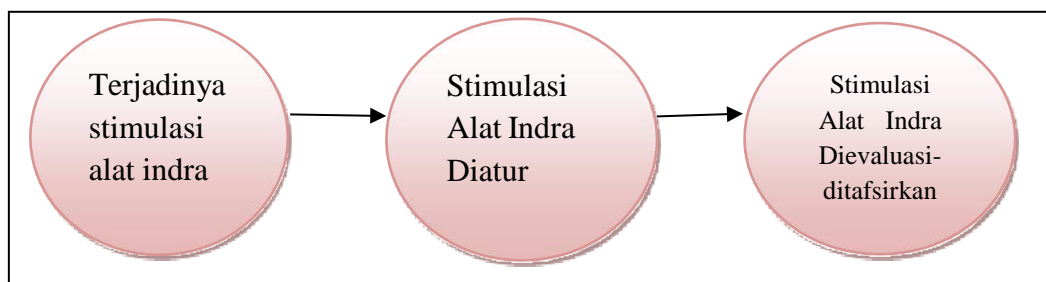 Terjadinya
stimulasi
alat indra
Stimulasi
Alat Indra
Diatur
Stimulasi
Alat Indra
Dievaluasi-
ditafsirkan